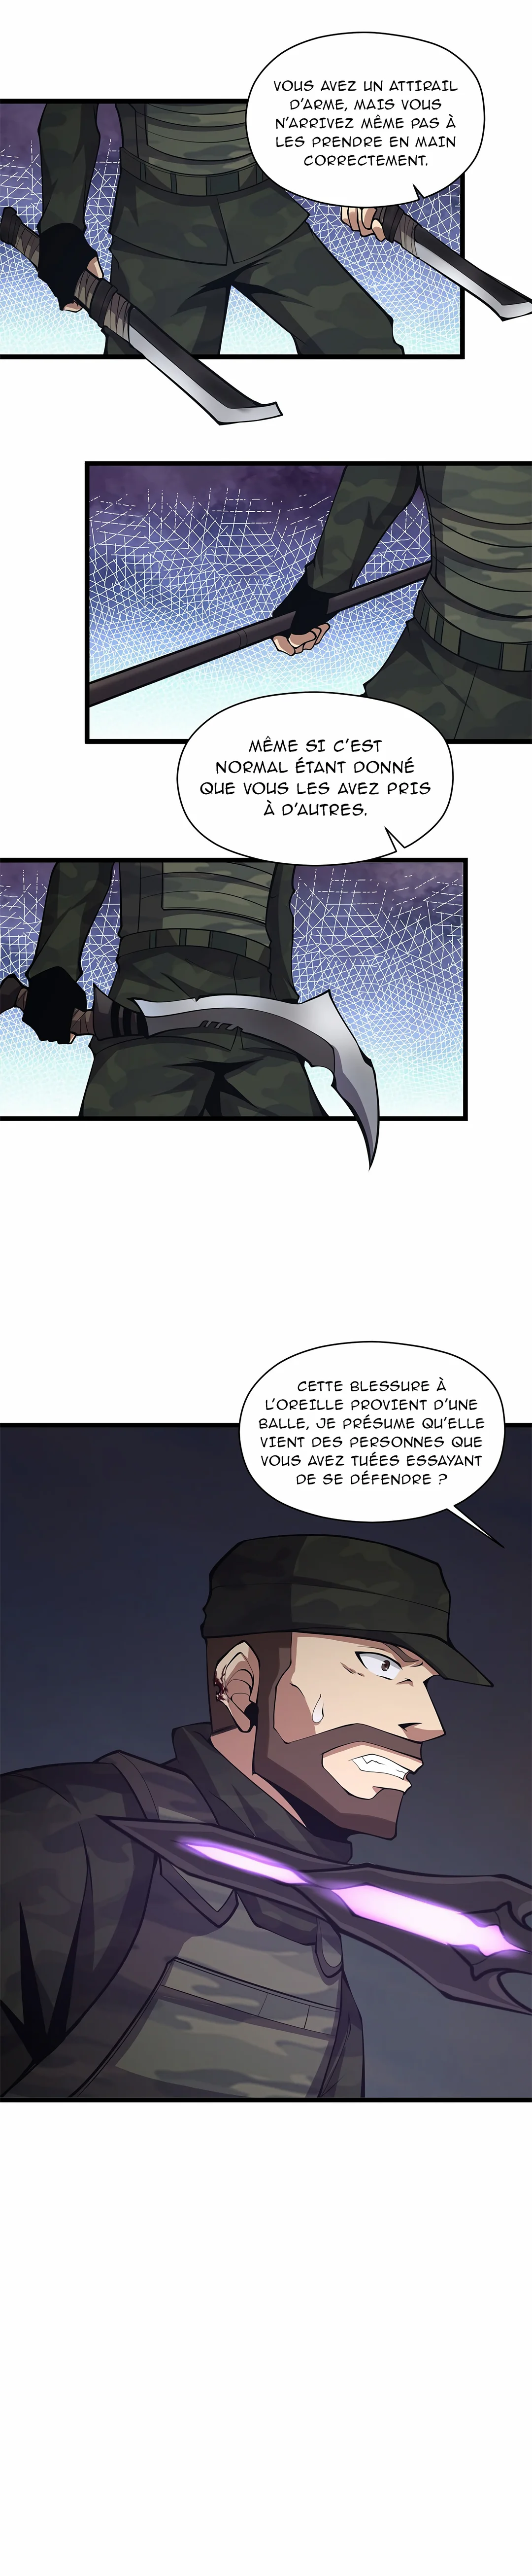 VOUS AVEZ UN ATTIRAIL
D'ARME, MAIS VOUS
N'ARRIVEZ MÊME PAS À
LES PRENDRE EN MAIN
CORRECTEMENT.
MÊME SI C'EST
NORMAL ÉTANT DONNÉ
QUE VOUS LES AVEZ PRIS
À D'AUTRES.
CETTE BLESSURE À
L'OREILLE PROVIENT D'UNE
BALLE, JE PRÉSUME QU'ELLE
VIENT DES PERSONNES QUE
VOUS AVEZ TUÉES ESSAYANT
DE SE DÉFENDRE ?